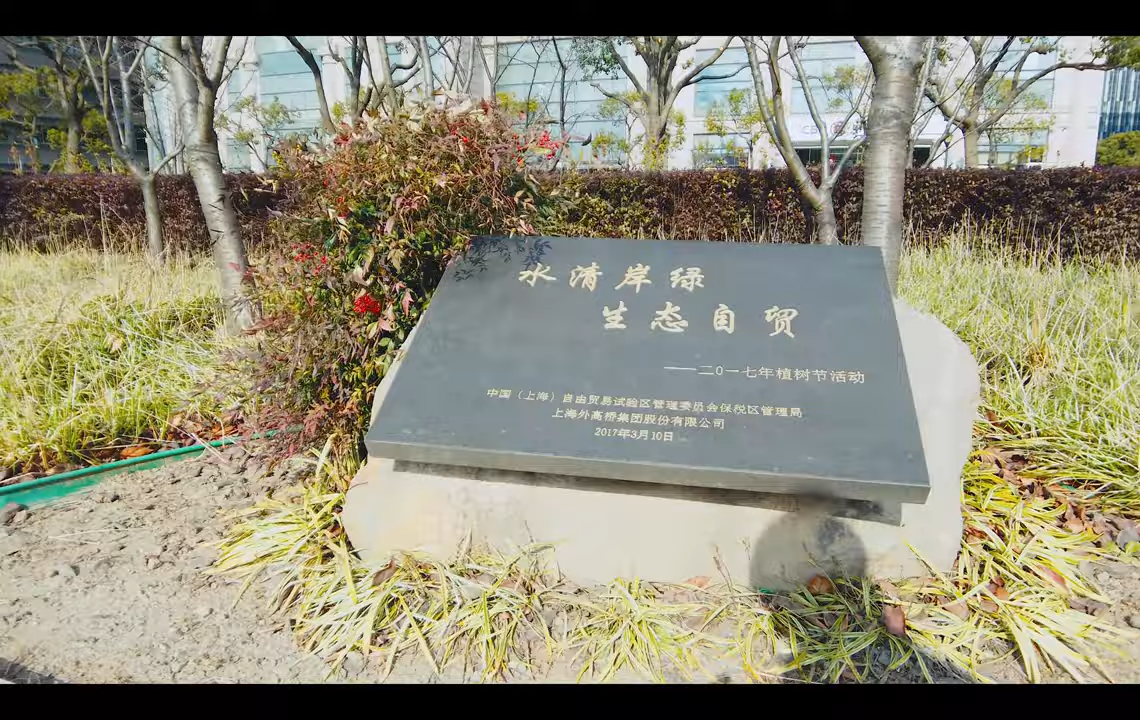 水清岸绿
生态自贸
——二0一七年植树节活动
中国（上海）自由贸易试验区管理委员会保税区管理局
上海外高桥集团股份有限公司
2017年3月10日